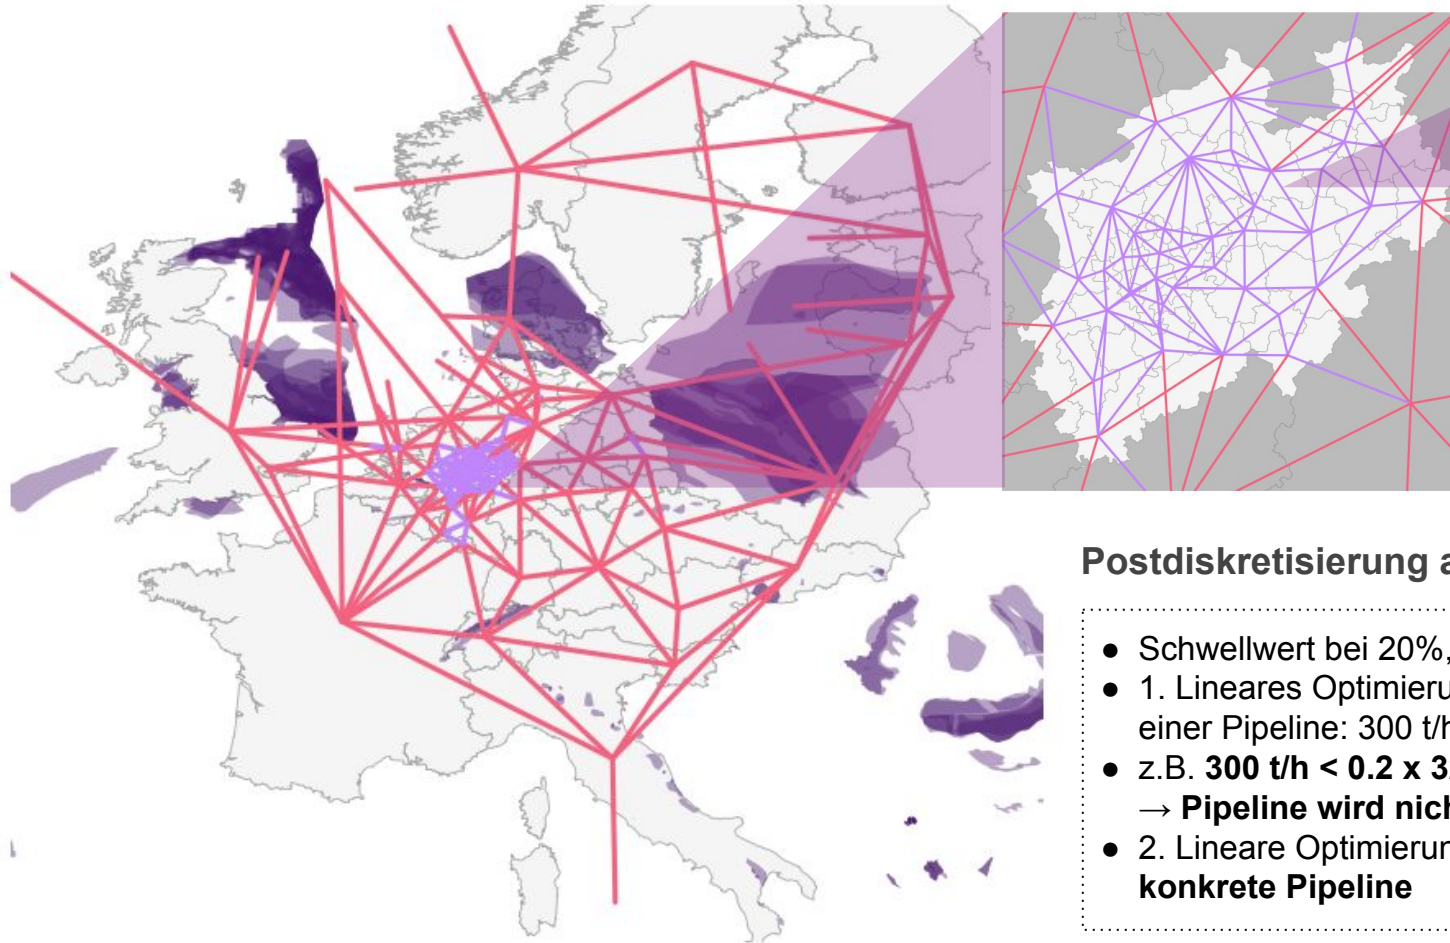 Postdiskretisierung a
● Schwellwert bei 20%,
● 1. Lineares Optimieru
einer Pipeline: 300 t/h
● z.B. 300 t/h < 0.2 x 3
→ Pipeline wird nich
● 2. Lineare Optimierun
konkrete Pipeline